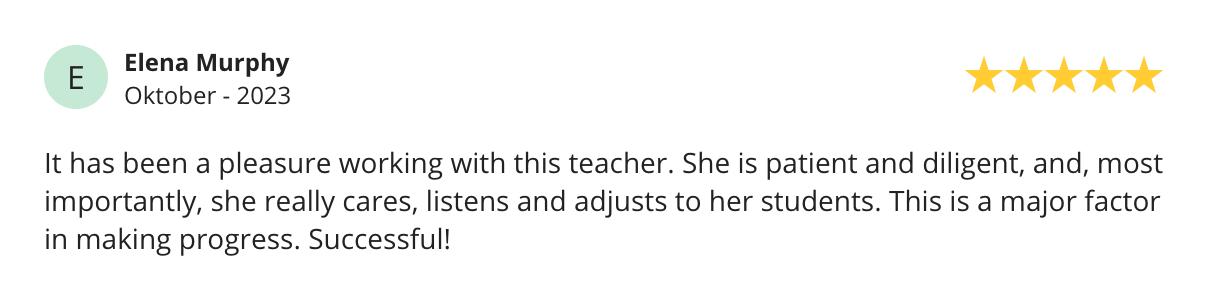 E
Elena Murphy
Oktober - 2023
It has been a pleasure working with this teacher. She is patient and diligent, and, most
importantly, she really cares, listens and adjusts to her students. This is a major factor
in making progress. Successful!